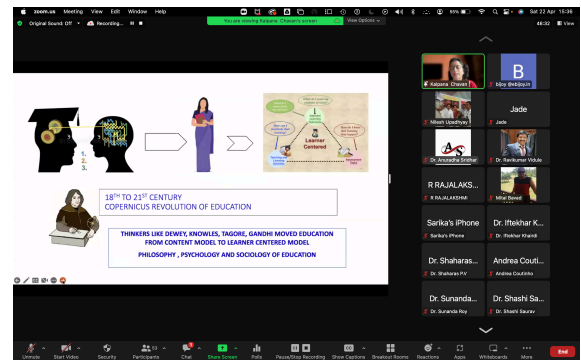 zoom.us Meeting View Edit Window Help
55%
Sat 22 Apr 15:36
Original Sound: Off
Recording...
You are viewing Kalpana Chavan's screen
View Options
46:32
View
Learner Centered
1.
2.
3.
18TH TO 21ST CENTURY
COPERNICUS REVOLUTION OF EDUCATION
THINKERS LIKE DEWEY, KNOWLES, TAGORE, GANDHI MOVED EDUCATION
FROM CONTENT MODEL TO LEARNER CENTERED MODEL
PHILOSOPHY , PSYCHOLOGY AND SOCIOLOGY OF EDUCATION
Kalpana Chavan
B
bijoy @ebijoy.in
Nilesh Upadhyay
Jade
Jade
Dr. Anuradha Sridhar
Dr. Ravikumar Vidule
R RAJALAKS...
R RAJALAKSHMI
Mital Bavad
Sarika's iPhone
Sarika's iPhone
Dr. Iftekhar K...
Dr. Iftekhar Khandi
Dr. Shaharas...
Dr. Shaharas P.V
Andrea Couti...
Andrea Coutinho
Dr. Sunanda...
Dr. Sunanda Roy
Dr. Shashi Sa...
Dr. Shashi Saurav
Unmute
Start Video
Security
Participants
Chat
Share Screen
Polls
Pause/Stop Recording
Show Captions
Breakout Rooms
Reactions
Apps
Whiteboards
More
End